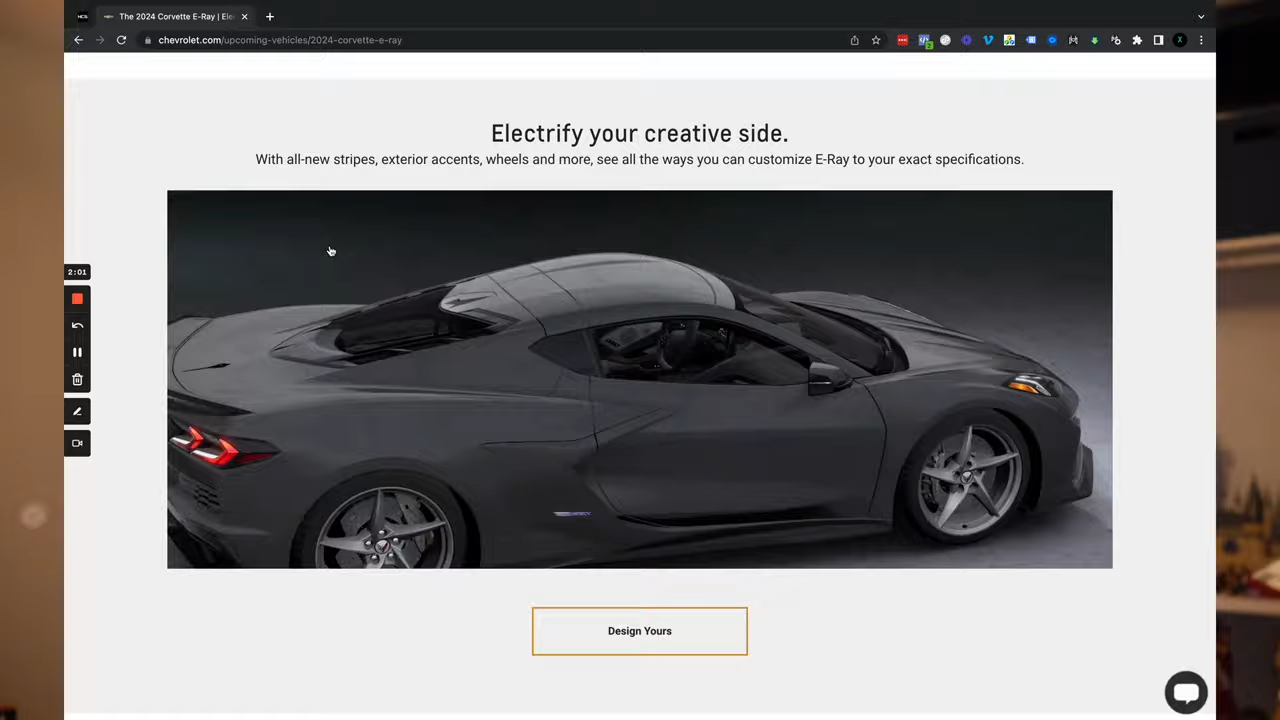 The 2024 Corvette E-Ray | Ele
chevrolet.com/upcoming-vehicles/2024-corvette-e-ray
2
X
Electrify your creative side.
With all-new stripes, exterior accents, wheels and more, see all the ways you can customize E-Ray to your exact specifications.
2:01
Design Yours